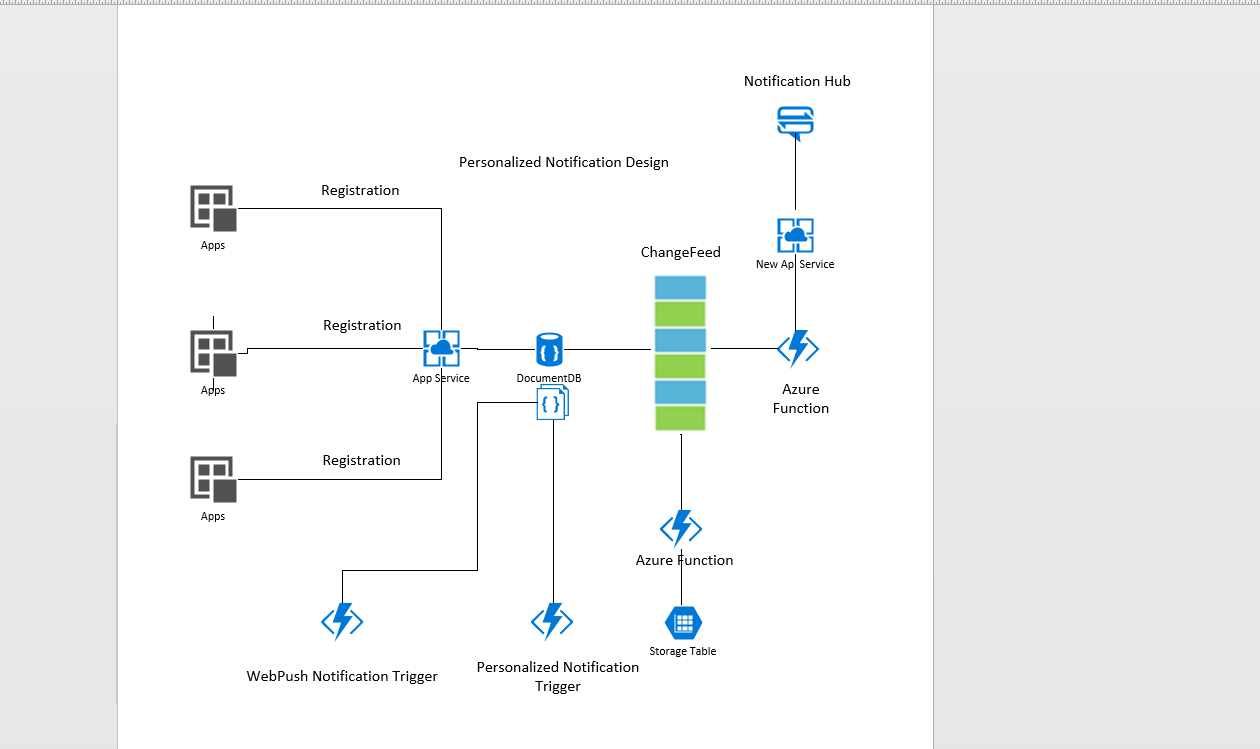 Notification Hub
Personalized Notification Design
Registration
Apps
ChangeFeed
New Api Service
Registration
Apps
App Service
DocumentDB
Azure
Function
Registration
Apps
Azure Function
Storage Table
WebPush Notification Trigger
Personalized Notification
Trigger